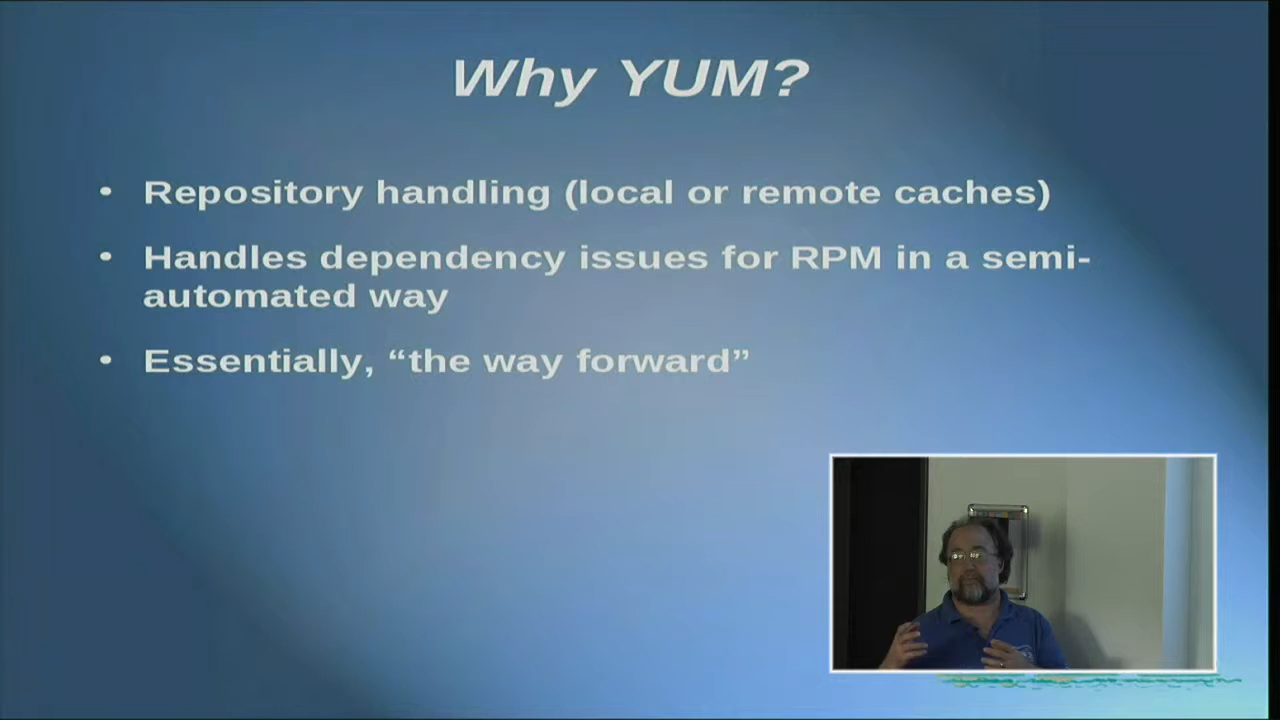 Why YUM?
• Repository handling (local or remote caches)
• Handles dependency issues for RPM in a semi-
automated way
• Essentially, “the way forward”